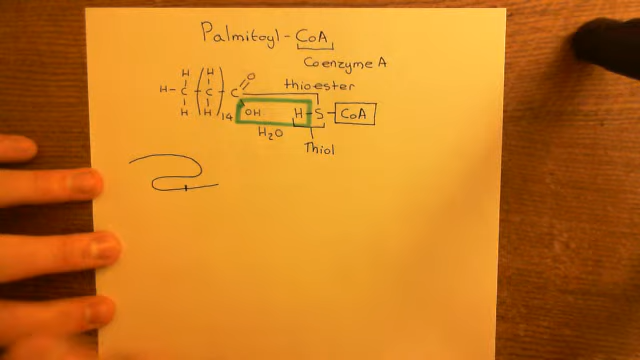 Palmitoyl-CoA
Coenzyme A
H H O
thioester
H-C-(C)-C
OH H-S-CoA
H H 14
H2O
Thiol